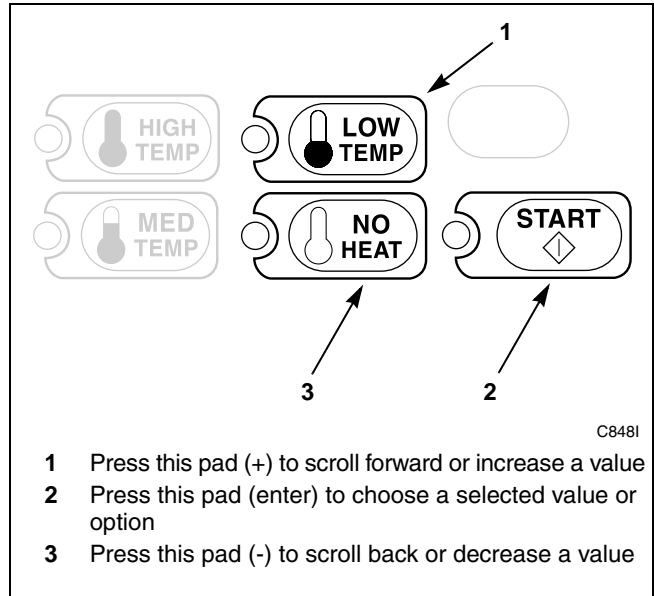 1
HIGH
TEMP
LOW
TEMP
MED
TEMP
NO
HEAT
START
3
2
C848I
1 Press this pad (+) to scroll forward or increase a value
2 Press this pad (enter) to choose a selected value or
option
3 Press this pad (-) to scroll back or decrease a value